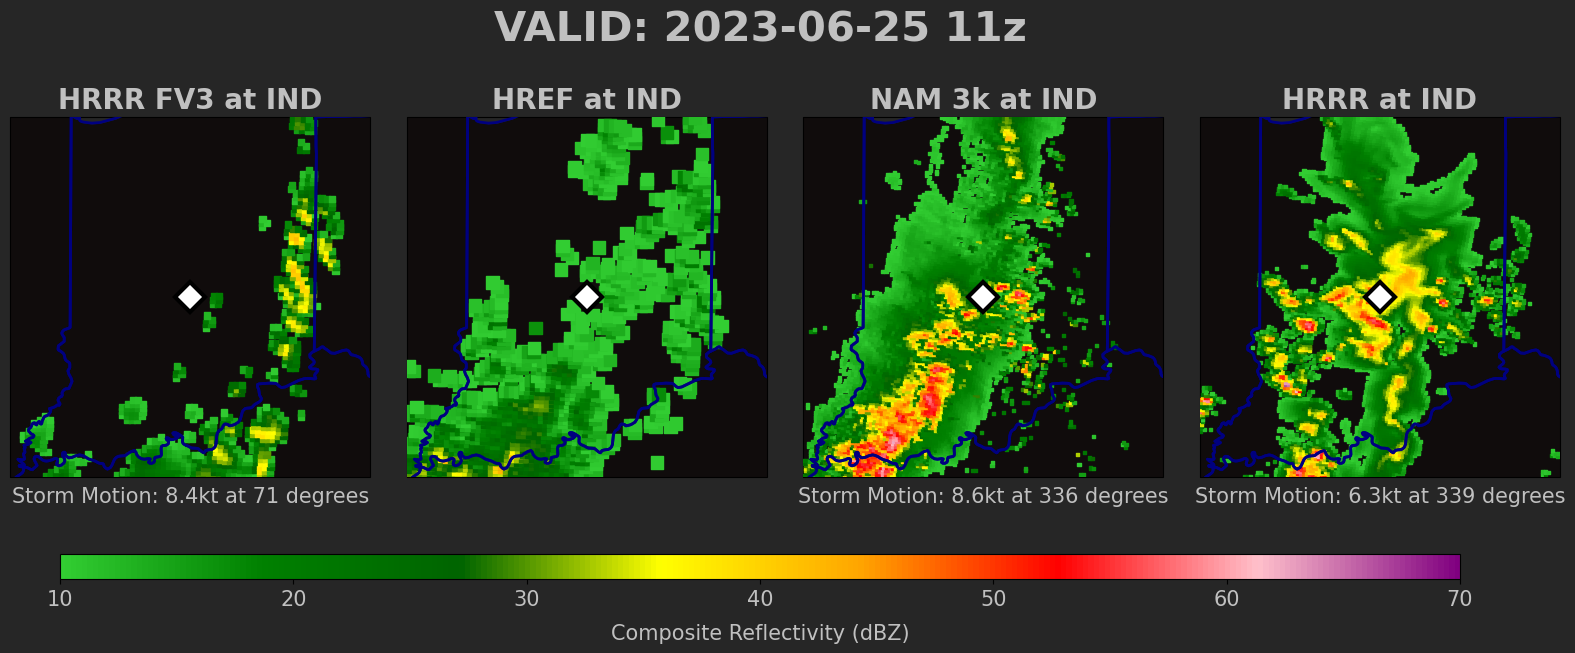 VALID: 2023-06-25 11z
HRRR FV3 at IND
HREF at IND
NAM 3k at IND
HRRR at IND
Storm Motion: 8.4kt at 71 degrees
Storm Motion: 8.6kt at 336 degrees
Storm Motion: 6.3kt at 339 degrees
10 20 30 40 50 60 70
Composite Reflectivity (dBZ)